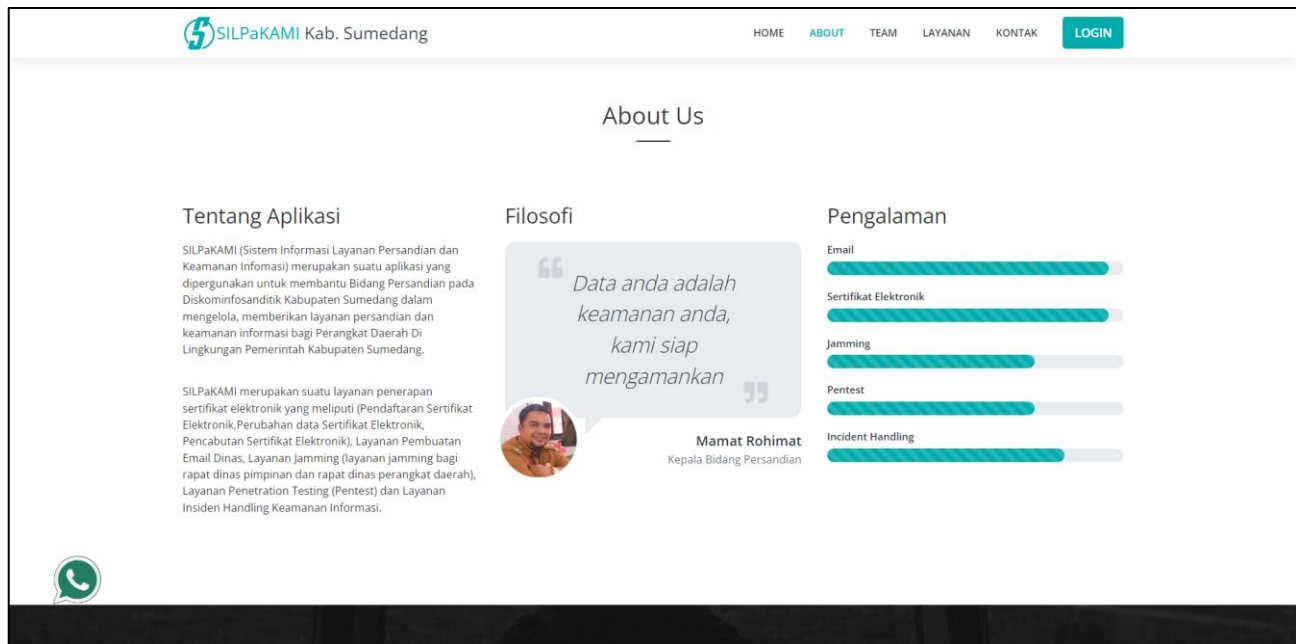 SILPaKAMI Kab. Sumedang
HOME ABOUT TEAM LAYANAN KONTAK LOGIN
About Us
Tentang Aplikasi
SILPaKAMI (Sistem Informasi Layanan Persandian dan
Keamanan Infomasi) merupakan suatu aplikasi yang
dipergunakan untuk membantu Bidang Persandian pada
Diskominfosanditik Kabupaten Sumedang dalam
mengelola, memberikan layanan persandian dan
keamanan informasi bagi Perangkat Daerah Di
Lingkungan Pemerintah Kabupaten Sumedang.
SILPaKAMI merupakan suatu layanan penerapan
sertifikat elektronik yang meliputi (Pendaftaran Sertifikat
Elektronik,Perubahan data Sertifikat Elektronik,
Pencabutan Sertifikat Elektronik), Layanan Pembuatan
Email Dinas, Layanan Jamming (layanan jamming bagi
rapat dinas pimpinan dan rapat dinas perangkat daerah),
Layanan Penetration Testing (Pentest) dan Layanan
Insiden Handling Keamanan Informasi.
Filosofi
“ Data anda adalah
keamanan anda,
kami siap
mengamankan ”
Mamat Rohimat
Kepala Bidang Persandian
Pengalaman
Email
Sertifikat Elektronik
Jamming
Pentest
Incident Handling